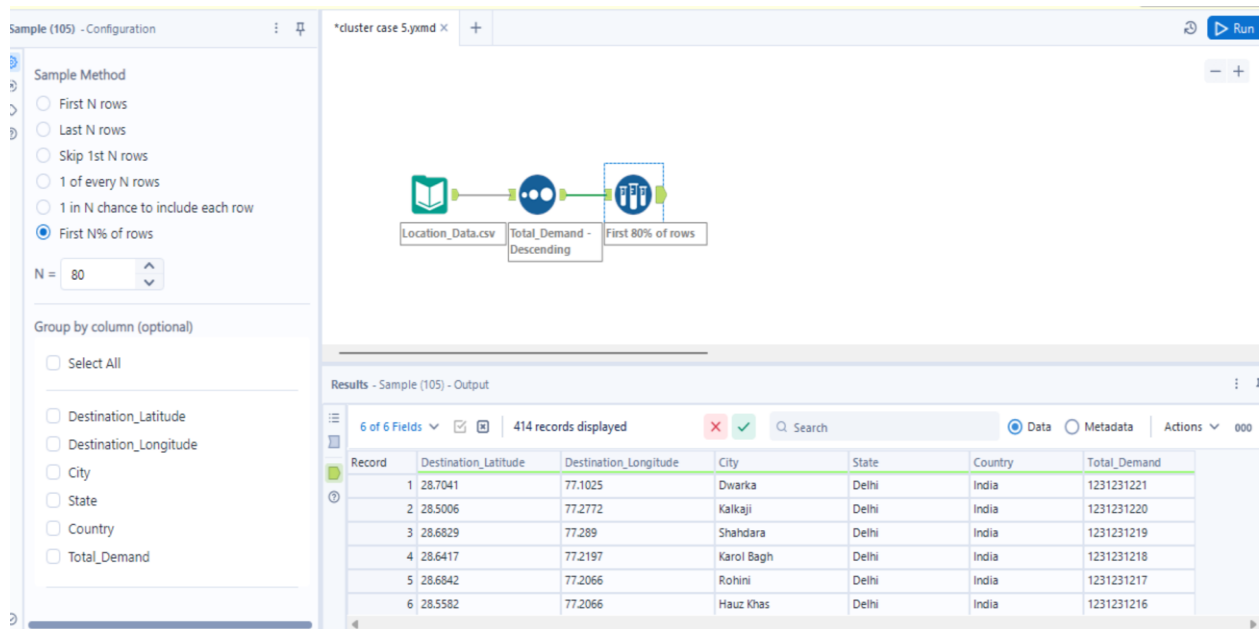 Sample (105) - Configuration
Sample Method
First N rows
Last N rows
Skip 1st N rows
1 of every N rows
1 in N chance to include each row
First N% of rows
N = 80
Group by column (optional)
Select All
Destination_Latitude
Destination_Longitude
City
State
Country
Total_Demand
*cluster case 5.yxmd
Run
Location_Data.csv
Total_Demand -
Descending
First 80% of rows
Results - Sample (105) - Output
6 of 6 Fields 414 records displayed Search Data Metadata Actions 000
Record Destination_Latitude Destination_Longitude City State Country Total_Demand
1 28.7041 77.1025 Dwarka Delhi India 1231231221
2 28.5006 77.2772 Kalkaji Delhi India 1231231220
3 28.6829 77.289 Shahdara Delhi India 1231231219
4 28.6417 77.2197 Karol Bagh Delhi India 1231231218
5 28.6842 77.2066 Rohini Delhi India 1231231217
6 28.5582 77.2066 Hauz Khas Delhi India 1231231216